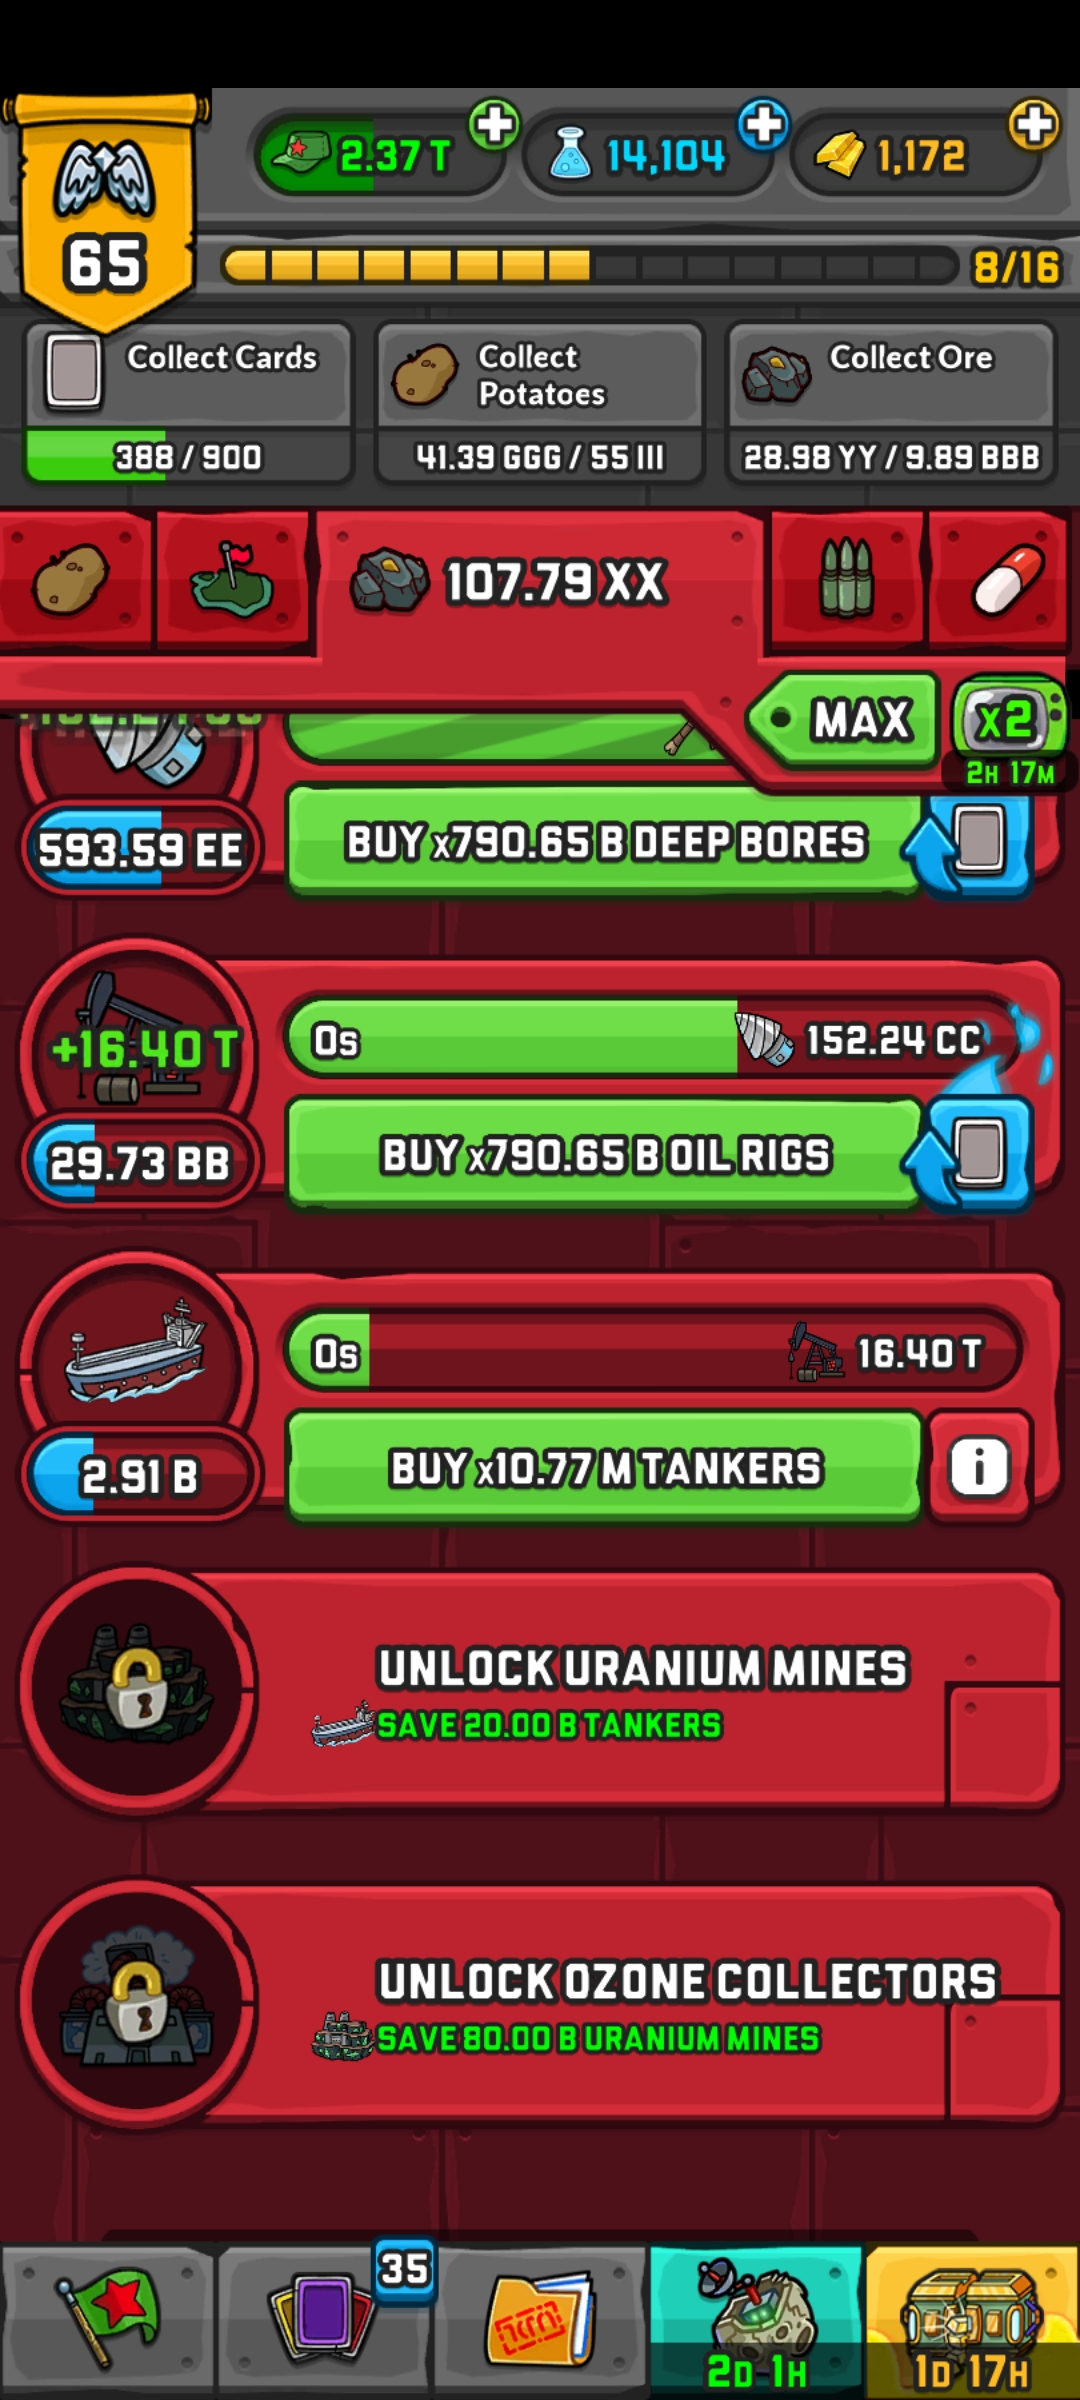 2.37 T
14,104
1,172
65
8/16
Collect Cards
388 / 900
Collect
Potatoes
41.39 GGG / 55 III
Collect Ore
28.98 YY / 9.89 BBB
107.79 XX
MAX
x2
2H 17M
593.59 EE
BUY x790.65 B DEEP BORES
+16.40 T
0s
152.24 CC
29.73 BB
BUY x790.65 B OIL RIGS
0s
16.40 T
2.91 B
BUY x10.77 M TANKERS
i
UNLOCK URANIUM MINES
SAVE 20.00 B TANKERS
UNLOCK OZONE COLLECTORS
SAVE 80.00 B URANIUM MINES
35
2D 1H
1D 17H